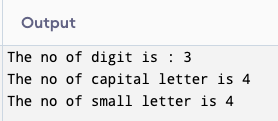 Output
The no of digit is : 3
The no of capital letter is 4
The no of small letter is 4